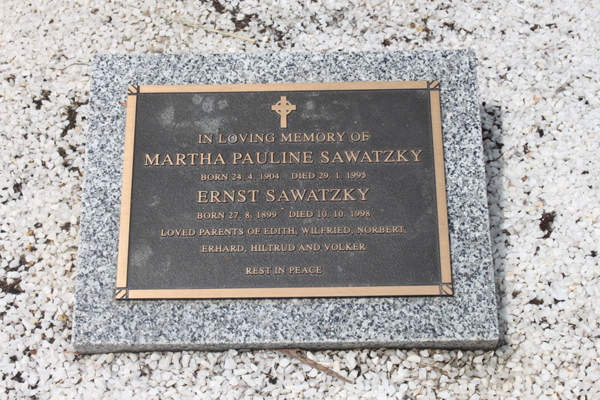 IN LOVING MEMORY OF
MARTHA PAULINE SAWATZKY
BORN 24. 4. 1904 DIED 29. 1. 1995
ERNST SAWATZKY
BORN 27. 8. 1899 DIED 10. 10. 1998
LOVED PARENTS OF EDITH, WILFRIED, NORBERT,
ERHARD, HILTRUD AND VOLKER
REST IN PEACE